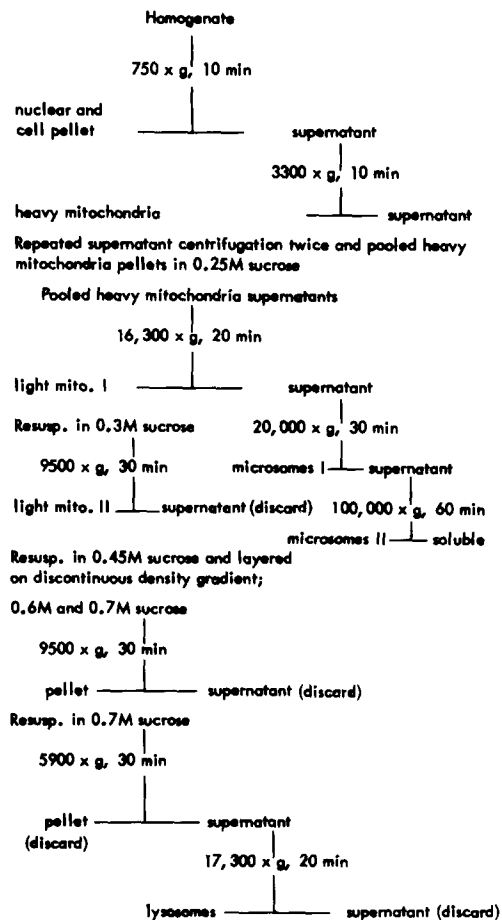 Homogenate
750 x g, 10 min
nuclear and
cell pellet
supernatant
3300 x g, 10 min
heavy mitochondria
supernatant
Repeated supernatant centrifugation twice and pooled heavy
mitochondria pellets in 0.25M sucrose
Pooled heavy mitochondria supernatants
16,300 x g, 20 min
light mito. I
supernatant
Resusp. in 0.3M sucrose
20,000 x g, 30 min
9500 x g, 30 min
microsomes I
supernatant
light mito. II
supernatant (discard)
100,000 x g, 60 min
microsomes II
soluble
Resusp. in 0.45M sucrose and layered
on discontinuous density gradient;
0.6M and 0.7M sucrose
9500 x g, 30 min
pellet
supernatant (discard)
Resusp. in 0.7M sucrose
5900 x g, 30 min
pellet
(discard)
supernatant
17,300 x g, 20 min
lysosomes
supernatant (discard)